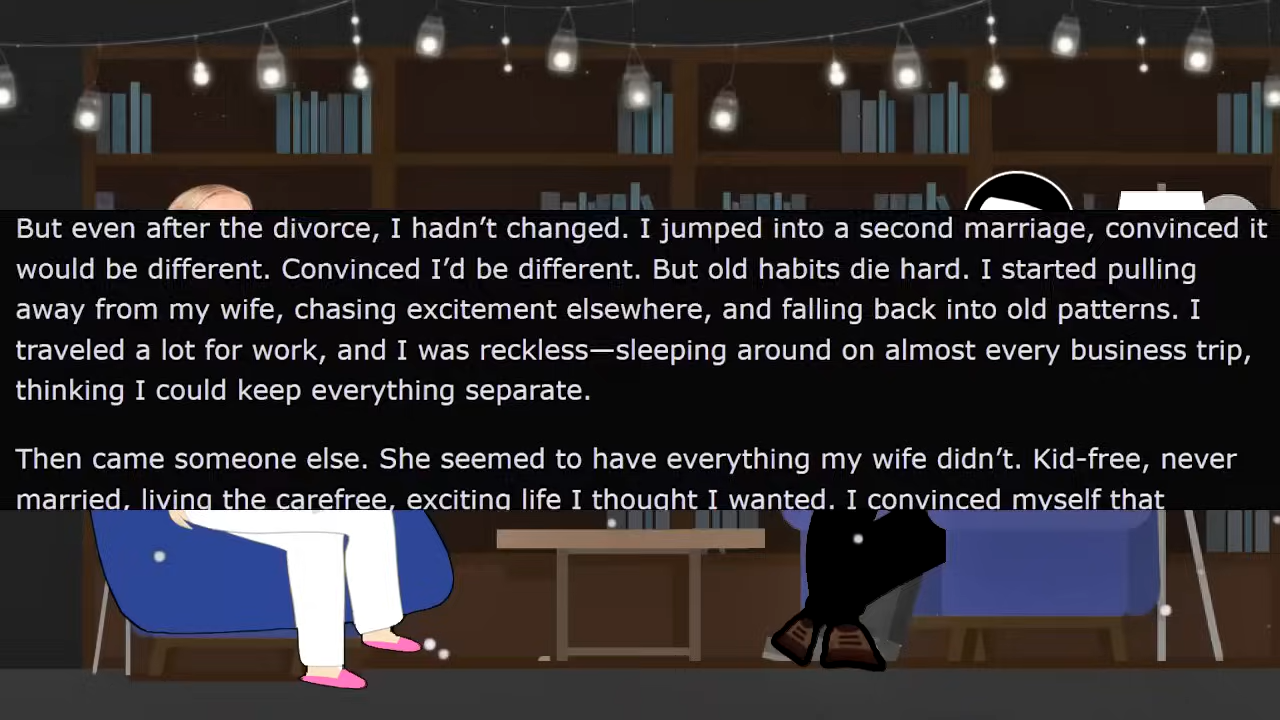 But even after the divorce, I hadn’t changed. I jumped into a second marriage, convinced it
would be different. Convinced I’d be different. But old habits die hard. I started pulling
away from my wife, chasing excitement elsewhere, and falling back into old patterns. I
traveled a lot for work, and I was reckless—sleeping around on almost every business trip,
thinking I could keep everything separate.
Then came someone else. She seemed to have everything my wife didn’t. Kid-free, never
married, living the carefree, exciting life I thought I wanted. I convinced myself that